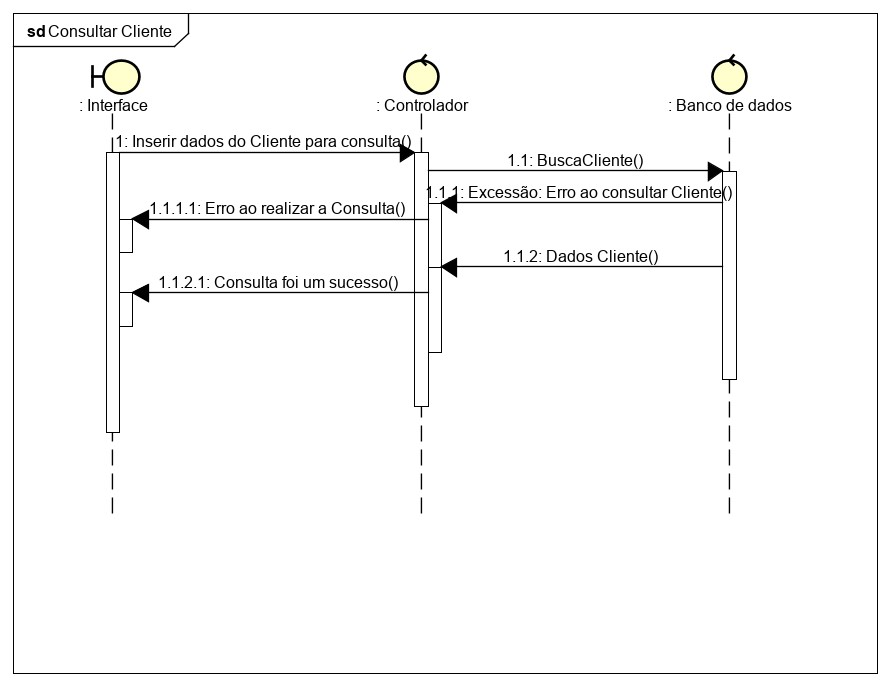 sd Consultar Cliente
: Interface
: Controlador
: Banco de dados
1: Inserir dados do Cliente para consulta()
1.1: BuscaCliente()
1.1.1: Excessão: Erro ao consultar Cliente()
1.1.1.1: Erro ao realizar a Consulta()
1.1.2: Dados Cliente()
1.1.2.1: Consulta foi um sucesso()